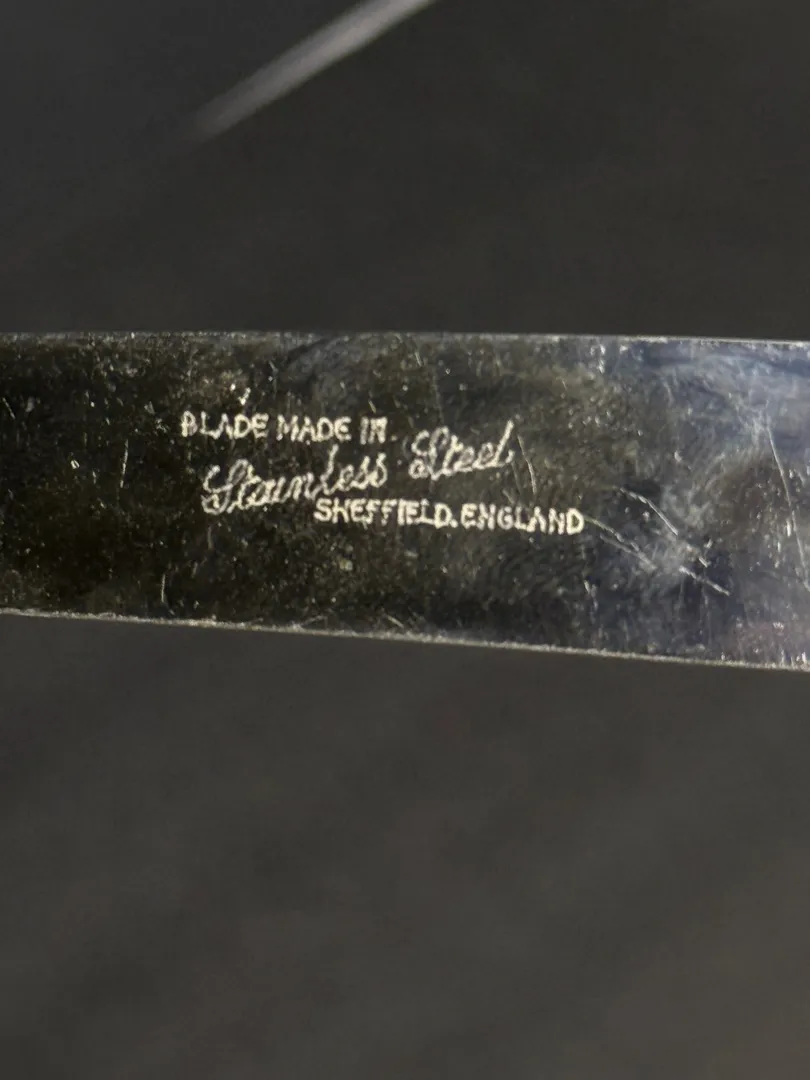 BLADE MADE IN
Stainless Steel
SHEFFIELD. ENGLAND